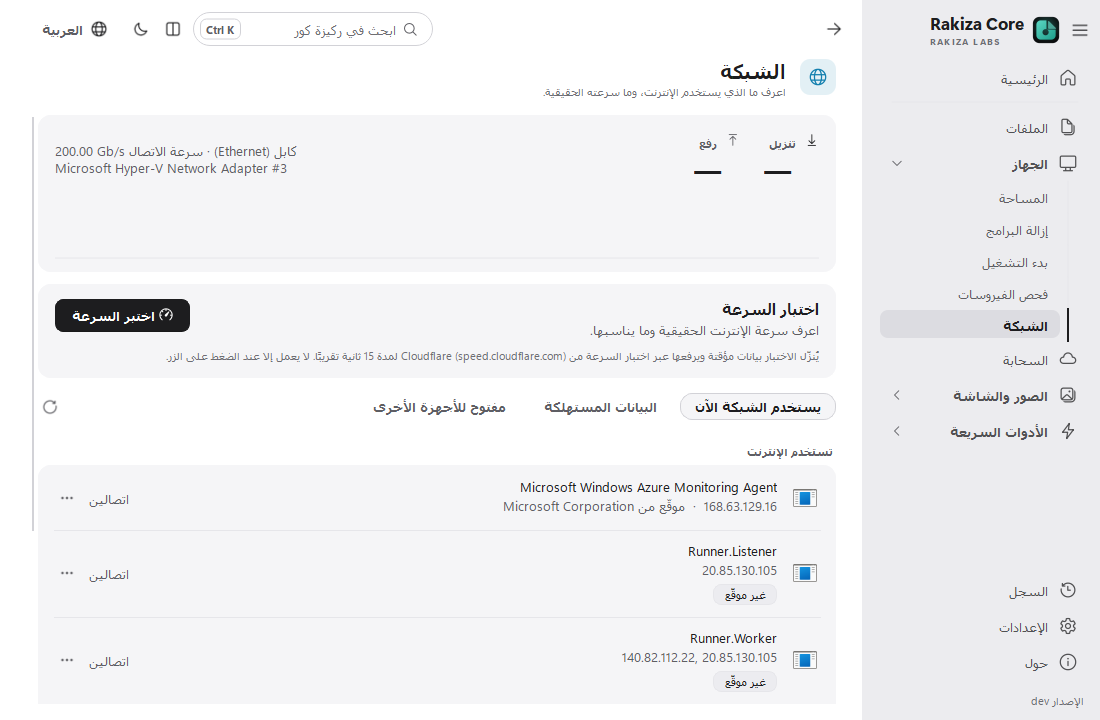 Rakiza Core
RAKIZA LABS
الرئيسية
الملفات
الجهاز
المساحة
إزالة البرامج
بدء التشغيل
فحص الفيروسات
الشبكة
السحابة
الصور والشاشة
الأدوات السريعة
السجل
الإعدادات
حول
الإصدار dev
ابحث في ركيزة كور
Ctrl K
العربية
الشبكة
اعرف ما الذي يستخدم الإنترنت، وما سرعته الحقيقية.
تنزيل
—
رفع
—
كابل (Ethernet) · سرعة الاتصال 200.00 Gb/s
Microsoft Hyper-V Network Adapter #3
اختبار السرعة
اعرف سرعة الإنترنت الحقيقية وما يناسبها.
يُنزّل الاختبار بيانات مؤقتة ويرفعها عبر اختبار السرعة من Cloudflare (speed.cloudflare.com) لمدة 15 ثانية تقريبًا. لا يعمل إلا عند الضغط على الزر.
اختبر السرعة
يستخدم الشبكة الآن
البيانات المستهلكة
مفتوح للأجهزة الأخرى
تستخدم الإنترنت
Microsoft Windows Azure Monitoring Agent
168.63.129.16 · موقّع من Microsoft Corporation
اتصالين
Runner.Listener
20.85.130.105
غير موقّع
اتصالين
Runner.Worker
140.82.112.22, 20.85.130.105
غير موقّع
اتصالين